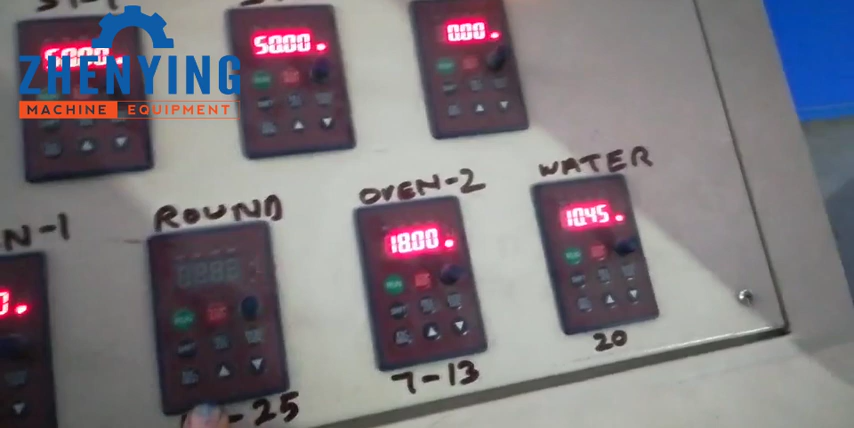 ZHENYING
MACHINE EQUIPMENT
50.00
0.00
ROUND
OVEN-2
WATER
N-1
18.00
10.45
20
7-13
-25